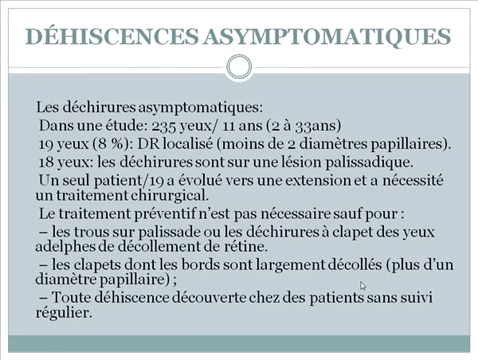 DÉHISCENCES ASYMPTOMATIQUES
Les déchirures asymptomatiques:
Dans une étude: 235 yeux/ 11 ans (2 à 33ans)
19 yeux (8 %): DR localisé (moins de 2 diamètres papillaires).
18 yeux: les déchirures sont sur une lésion palissadique.
Un seul patient/19 a évolué vers une extension et a nécessité
un traitement chirurgical.
Le traitement préventif n'est pas nécessaire sauf pour :
– les trous sur palissade ou les déchirures à clapet des yeux
adelphes de décollement de rétine.
– les clapets dont les bords sont largement décollés (plus d'un
diamètre papillaire) ;
– Toute déhiscence découverte chez des patients sans suivi
régulier.